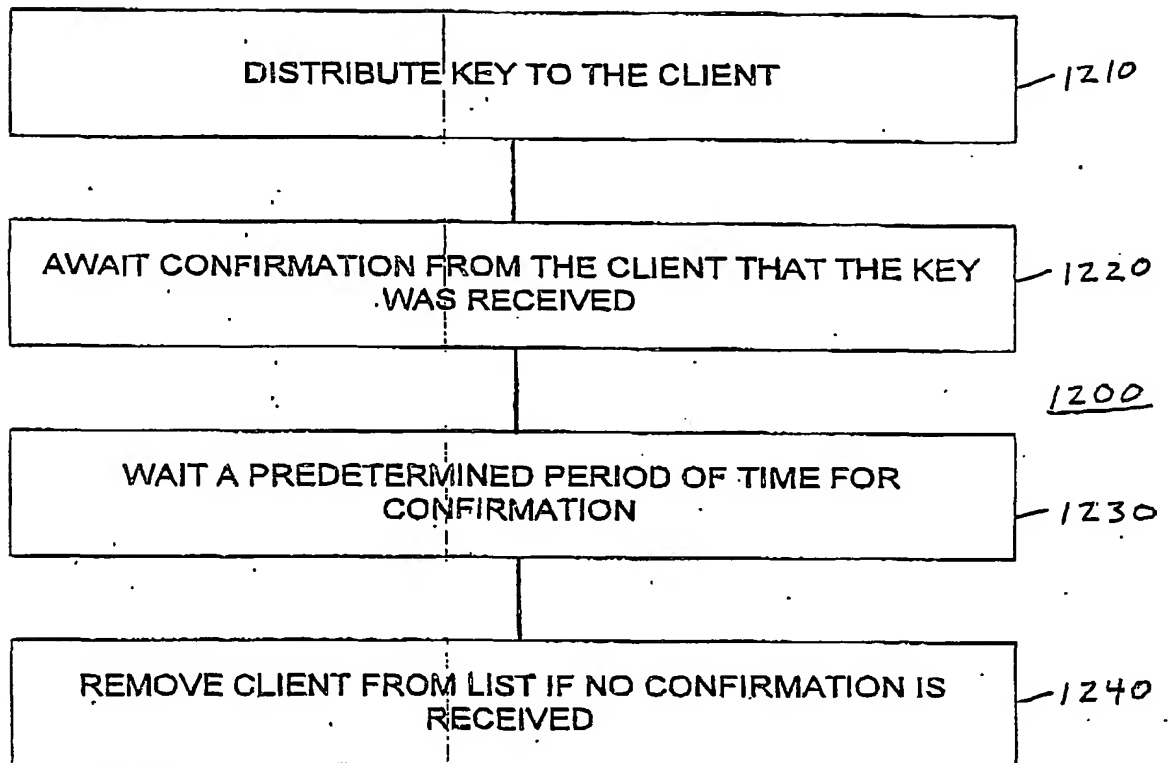 DISTRIBUTE KEY TO THE CLIENT
1210
AWAIT CONFIRMATION FROM THE CLIENT THAT THE KEY
WAS RECEIVED
1220
1200
WAIT A PREDETERMINED PERIOD OF TIME FOR
CONFIRMATION
1230
REMOVE CLIENT FROM LIST IF NO CONFIRMATION IS
RECEIVED
1240